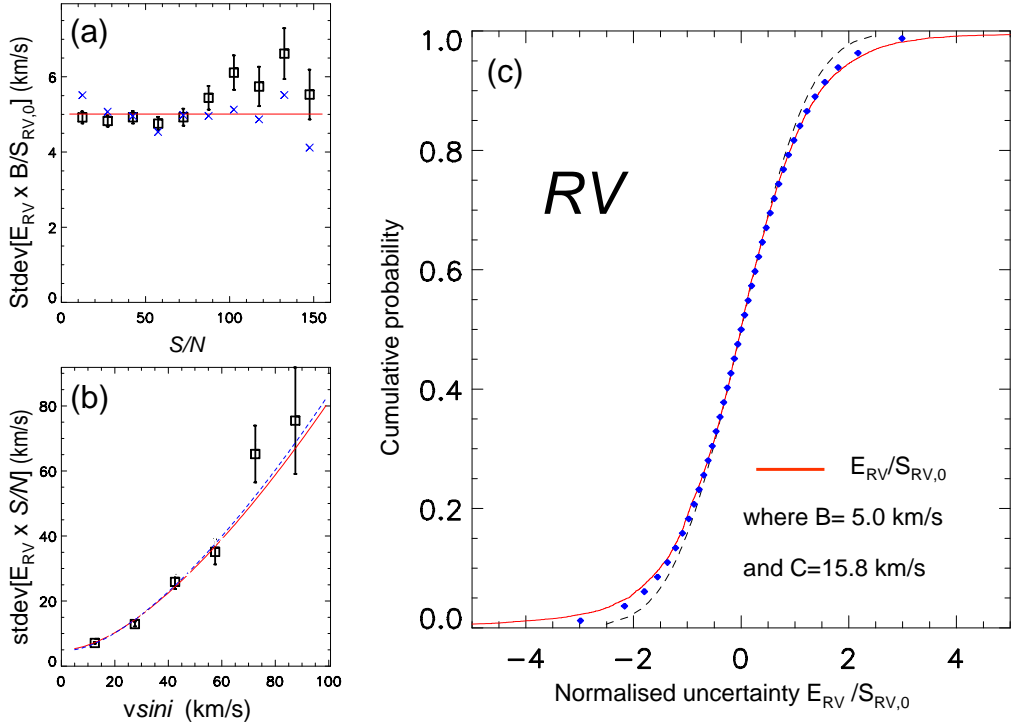 (a)
Stdev[E_RV x B/S_RV,0] (km/s)
0
2
4
6
0
50
100
150
S/N
(b)
stdev[E_RV x S/N] (km/s)
0
20
40
60
80
0
20
40
60
80
100
vsini (km/s)
(c)
RV
Cumulative probability
0.0
0.2
0.4
0.6
0.8
1.0
E_RV/S_RV,0
where B= 5.0 km/s
and C=15.8 km/s
−4
−2
0
2
4
Normalised uncertainty E_RV /S_RV,0